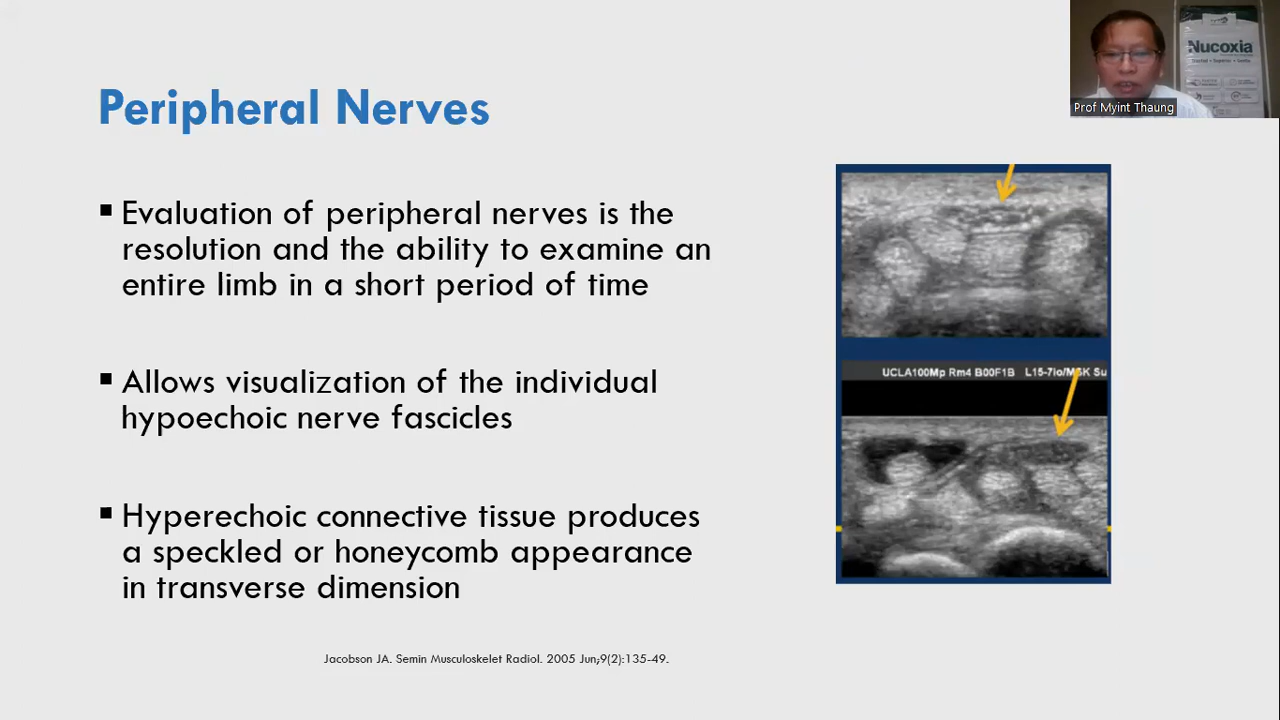 Nucoxia
Prof Myint Thaung
Peripheral Nerves
Evaluation of peripheral nerves is the
resolution and the ability to examine an
entire limb in a short period of time
Allows visualization of the individual
hypoechoic nerve fascicles
Hyperechoic connective tissue produces
a speckled or honeycomb appearance
in transverse dimension
UCLA100Mp Rm4 B00F1B L15-7io/MSK Su
Jacobson JA. Semin Musculoskelet Radiol. 2005 Jun;9(2):135-49.